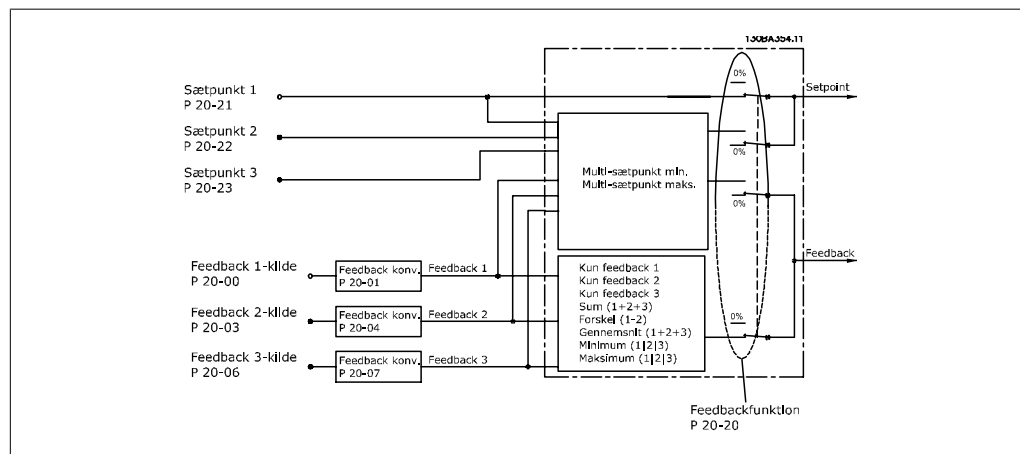 130BA354.11
0%
Setpoint
Sætpunkt 1
P 20-21
Sætpunkt 2
P 20-22
0%
Sætpunkt 3
P 20-23
Multi-sætpunkt min.
Multi-sætpunkt maks.
0%
Feedback 1-kilde
P 20-00
Feedback konv.
P 20-01
Feedback 1
Feedback
Feedback 2-kilde
P 20-03
Feedback konv.
P 20-04
Feedback 2
Feedback 3-kilde
P 20-06
Feedback konv.
P 20-07
Feedback 3
Kun feedback 1
Kun feedback 2
Kun feedback 3
Sum (1+2+3)
Forskel (1-2)
Gennemsnit (1+2+3)
Minimum (1|2|3)
Maksimum (1|2|3)
0%
Feedbackfunktion
P 20-20